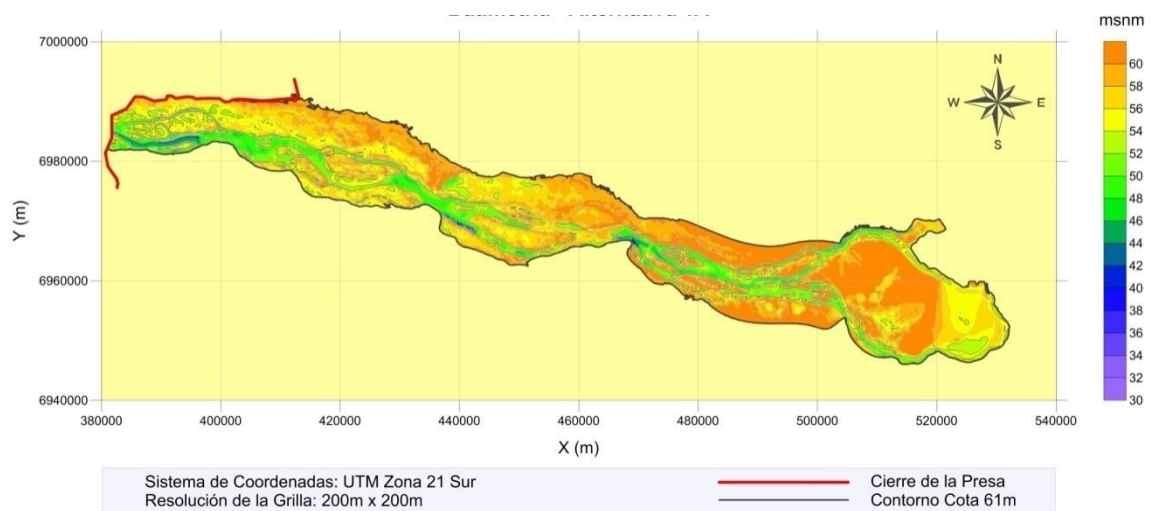 msnm
7000000
6980000
6960000
6940000
Y (m)
N
W E
S
60
58
56
54
52
50
48
46
44
42
40
38
36
34
32
30
380000 400000 420000 440000 460000 480000 500000 520000 540000
X (m)
Sistema de Coordenadas: UTM Zona 21 Sur
Resolución de la Grilla: 200m x 200m
Cierre de la Presa
Contorno Cota 61m